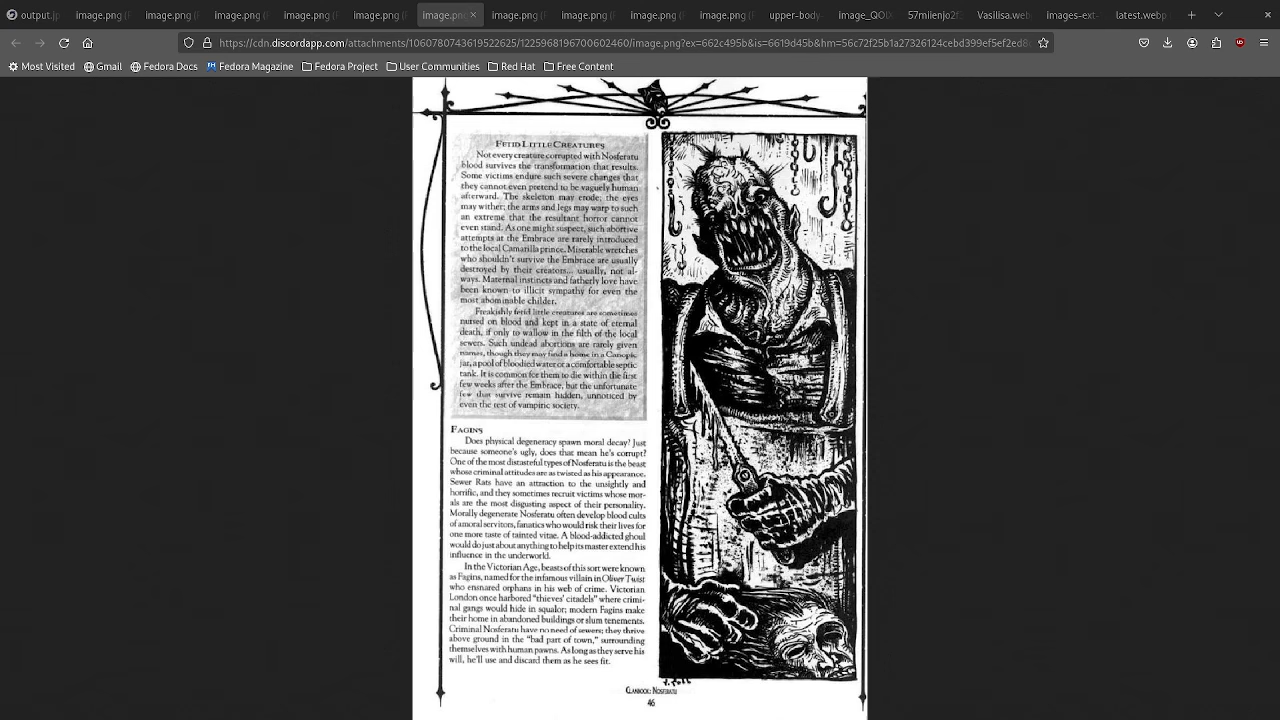 output.jp
image.png (F
image.png (F
image.png (F
image.png (F
image.png
image.png (F
image.png (F
image.png (F
image.png (F
upper-body-
image_QOD
57miienjo2f
Vasilisa.web
images-ext-
latest.webp
https://cdn.discordapp.com/attachments/1060780743619522625/1225968196700602460/image.png?ex=662c495b&is=6619d45b&hm=56c72f25b1a27326124cebd399ef5ef2ed8
Most Visited
Gmail
Fedora Docs
Fedora Magazine
Fedora Project
User Communities
Red Hat
Free Content
Fetid Little Creatures
Not every creature corrupted with Nosferatu
blood survives the transformation that results.
Some victims endure such severe changes that
they cannot even pretend to be vaguely human
afterward. The skeleton may erode; the eyes
may wither; the arms and legs may warp to such
an extreme that the resultant horror cannot
even stand. As one might suspect, such abortive
attempts at the Embrace are rarely introduced
to the local Camarilla prince. Miserable wretches
who shouldn't survive the Embrace are usually
destroyed by their creators... usually, not al-
ways. Maternal instincts and fatherly love have
been known to illicit sympathy for even the
most abominable childer.
Freakishly fetid little creatures are sometimes
nursed on blood and kept in a state of eternal
death, if only to wallow in the filth of the local
sewers. Such undead abortions are rarely given
names, though they may find a home in a Canopic
jar, a pool of bloodied water or a comfortable septic
tank. It is common for them to die within the first
few weeks after the Embrace, but the unfortunate
few that survive remain hidden, unnoticed by
even the rest of vampiric society.
Fagins
Does physical degeneracy spawn moral decay? Just
because someone's ugly, does that mean he's corrupt?
One of the most distasteful types of Nosferatu is the beast
whose criminal attitudes are as twisted as his appearance.
Sewer Rats have an attraction to the unsightly and
horrific, and they sometimes recruit victims whose mor-
als are the most disgusting aspect of their personality.
Morally degenerate Nosferatu often develop blood cults
of amoral servitors, fanatics who would risk their lives for
one more taste of tainted vitae. A blood-addicted ghoul
would do just about anything to help its master extend his
influence in the underworld.
In the Victorian Age, beasts of this sort were known
as Fagins, named for the infamous villain in Oliver Twist
who ensnared orphans in his web of crime. Victorian
London once harbored "thieves' citadels" where crimi-
nal gangs would hide in squalor; modern Fagins make
their home in abandoned buildings or slum tenements.
Criminal Nosferatu have no need of sewers; they thrive
above ground in the "bad part of town," surrounding
themselves with human pawns. As long as they serve his
will, he'll use and discard them as he sees fit.
Clanbook: Nosferatu
46